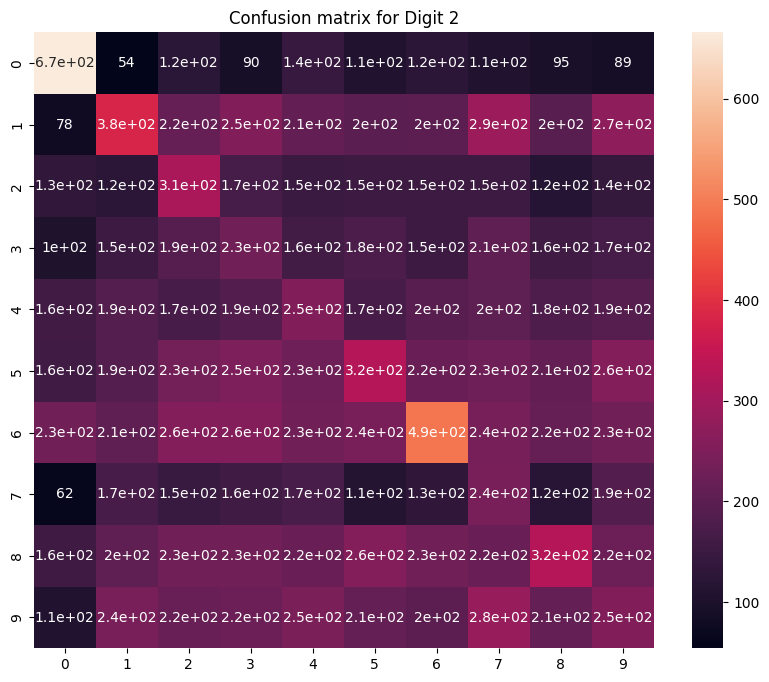 Confusion matrix for Digit 2
0 6.7e+02 54 1.2e+02 90 1.4e+02 1.1e+02 1.2e+02 1.1e+02 95 89
1 78 3.8e+02 2.2e+02 2.5e+02 2.1e+02 2e+02 2e+02 2.9e+02 2e+02 2.7e+02
2 1.3e+02 1.2e+02 3.1e+02 1.7e+02 1.5e+02 1.5e+02 1.5e+02 1.5e+02 1.2e+02 1.4e+02
3 1e+02 1.5e+02 1.9e+02 2.3e+02 1.6e+02 1.8e+02 1.5e+02 2.1e+02 1.6e+02 1.7e+02
4 1.6e+02 1.9e+02 1.7e+02 1.9e+02 2.5e+02 1.7e+02 2e+02 2e+02 1.8e+02 1.9e+02
5 1.6e+02 1.9e+02 2.3e+02 2.5e+02 2.3e+02 3.2e+02 2.2e+02 2.3e+02 2.1e+02 2.6e+02
6 2.3e+02 2.1e+02 2.6e+02 2.6e+02 2.3e+02 2.4e+02 4.9e+02 2.4e+02 2.2e+02 2.3e+02
7 62 1.7e+02 1.5e+02 1.6e+02 1.7e+02 1.1e+02 1.3e+02 2.4e+02 1.2e+02 1.9e+02
8 1.6e+02 2e+02 2.3e+02 2.3e+02 2.2e+02 2.6e+02 2.3e+02 2.2e+02 3.2e+02 2.2e+02
9 1.1e+02 2.4e+02 2.2e+02 2.2e+02 2.5e+02 2.1e+02 2e+02 2.8e+02 2.1e+02 2.5e+02
0 1 2 3 4 5 6 7 8 9
600
500
400
300
200
100